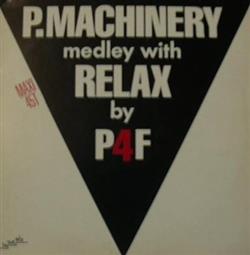 P.MACHINERY
medley with
RELAX
by
P4F
MAXI
45T